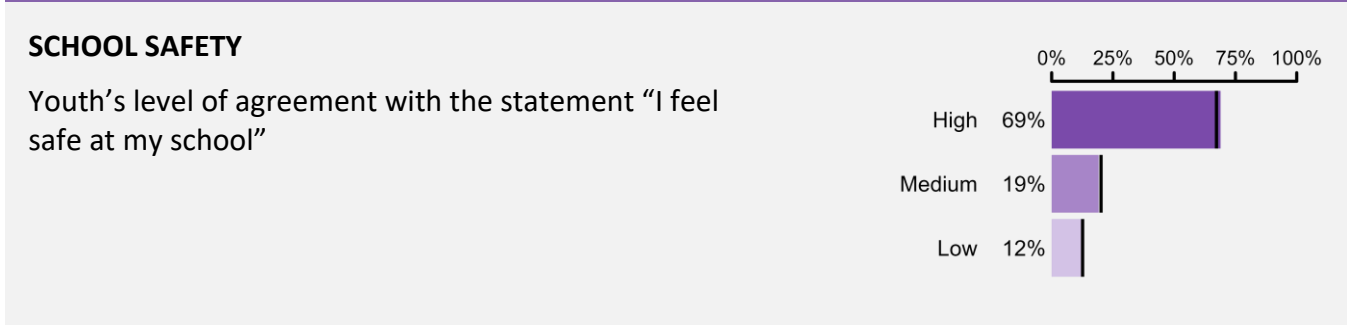 SCHOOL SAFETY
Youth’s level of agreement with the statement “I feel
safe at my school”
0% 25% 50% 75% 100%
High 69%
Medium 19%
Low 12%